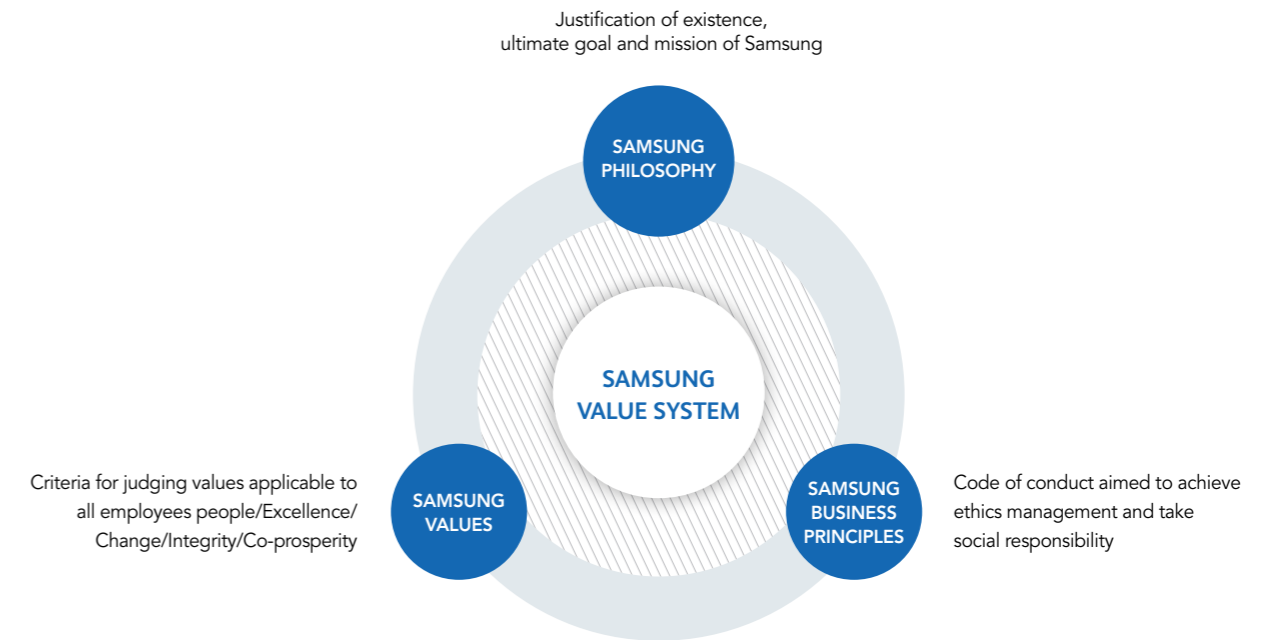 Justification of existence,
ultimate goal and mission of Samsung
SAMSUNG
PHILOSOPHY
SAMSUNG
VALUE SYSTEM
Criteria for judging values applicable to
all employees people/Excellence/
Change/Integrity/Co-prosperity
SAMSUNG
VALUES
SAMSUNG
BUSINESS
PRINCIPLES
Code of conduct aimed to achieve
ethics management and take
social responsibility